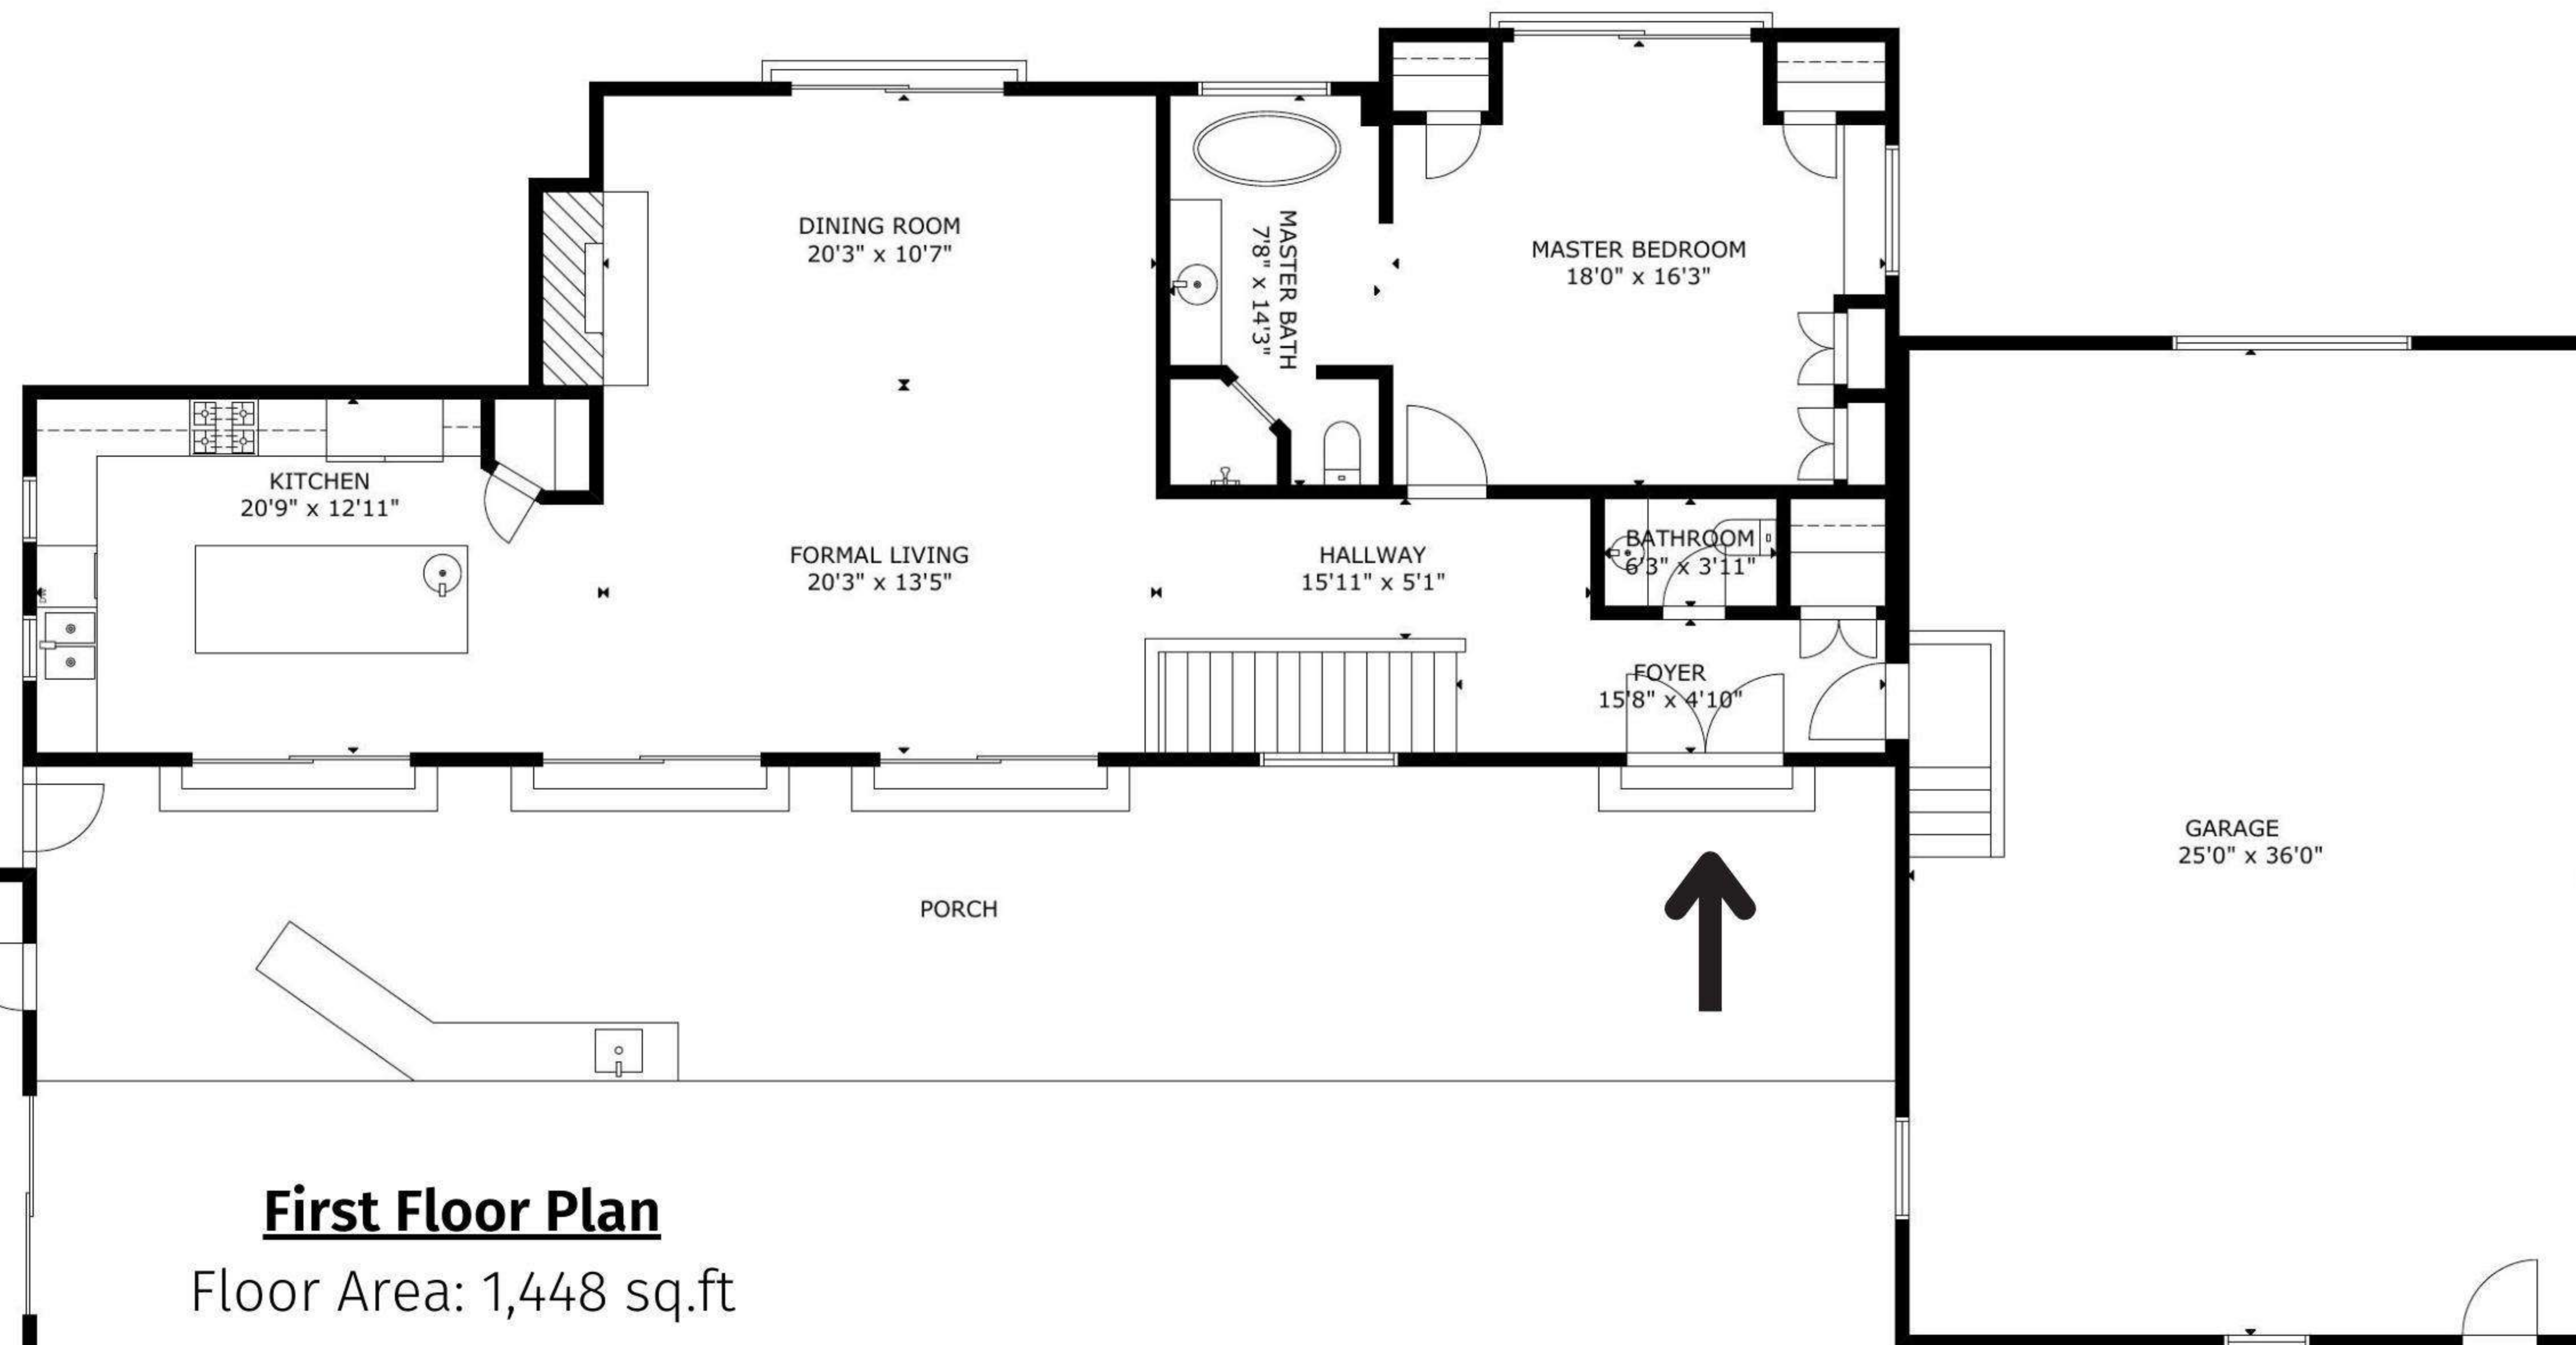 DINING ROOM
20'3" x 10'7"
MASTER BATH
7'8" x 14'3"
MASTER BEDROOM
18'0" x 16'3"
KITCHEN
20'9" x 12'11"
FORMAL LIVING
20'3" x 13'5"
HALLWAY
15'11" x 5'1"
BATHROOM
6'3" x 3'11"
FOYER
15'8" x 4'10"
GARAGE
25'0" x 36'0"
PORCH
First Floor Plan
Floor Area: 1,448 sq.ft